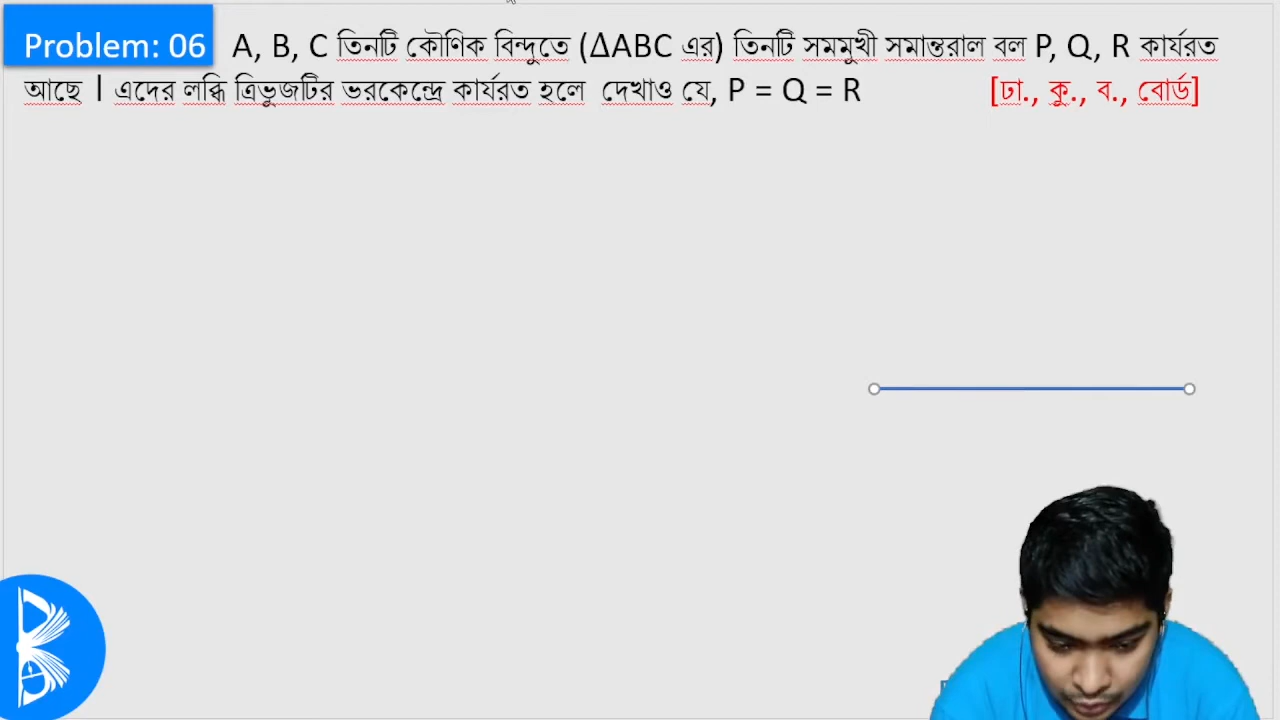 Problem: 06 A, B, C তিনটি কৌণিক বিন্দুতে (ΔABC এর) তিনটি সমমুখী সমান্তরাল বল P, Q, R কার্যরত
আছে | এদের লব্ধি ত্রিভুজটির ভরকেন্দ্রে কার্যরত হলে দেখাও যে, P = Q = R [ঢা., কু., ব., বোর্ড]